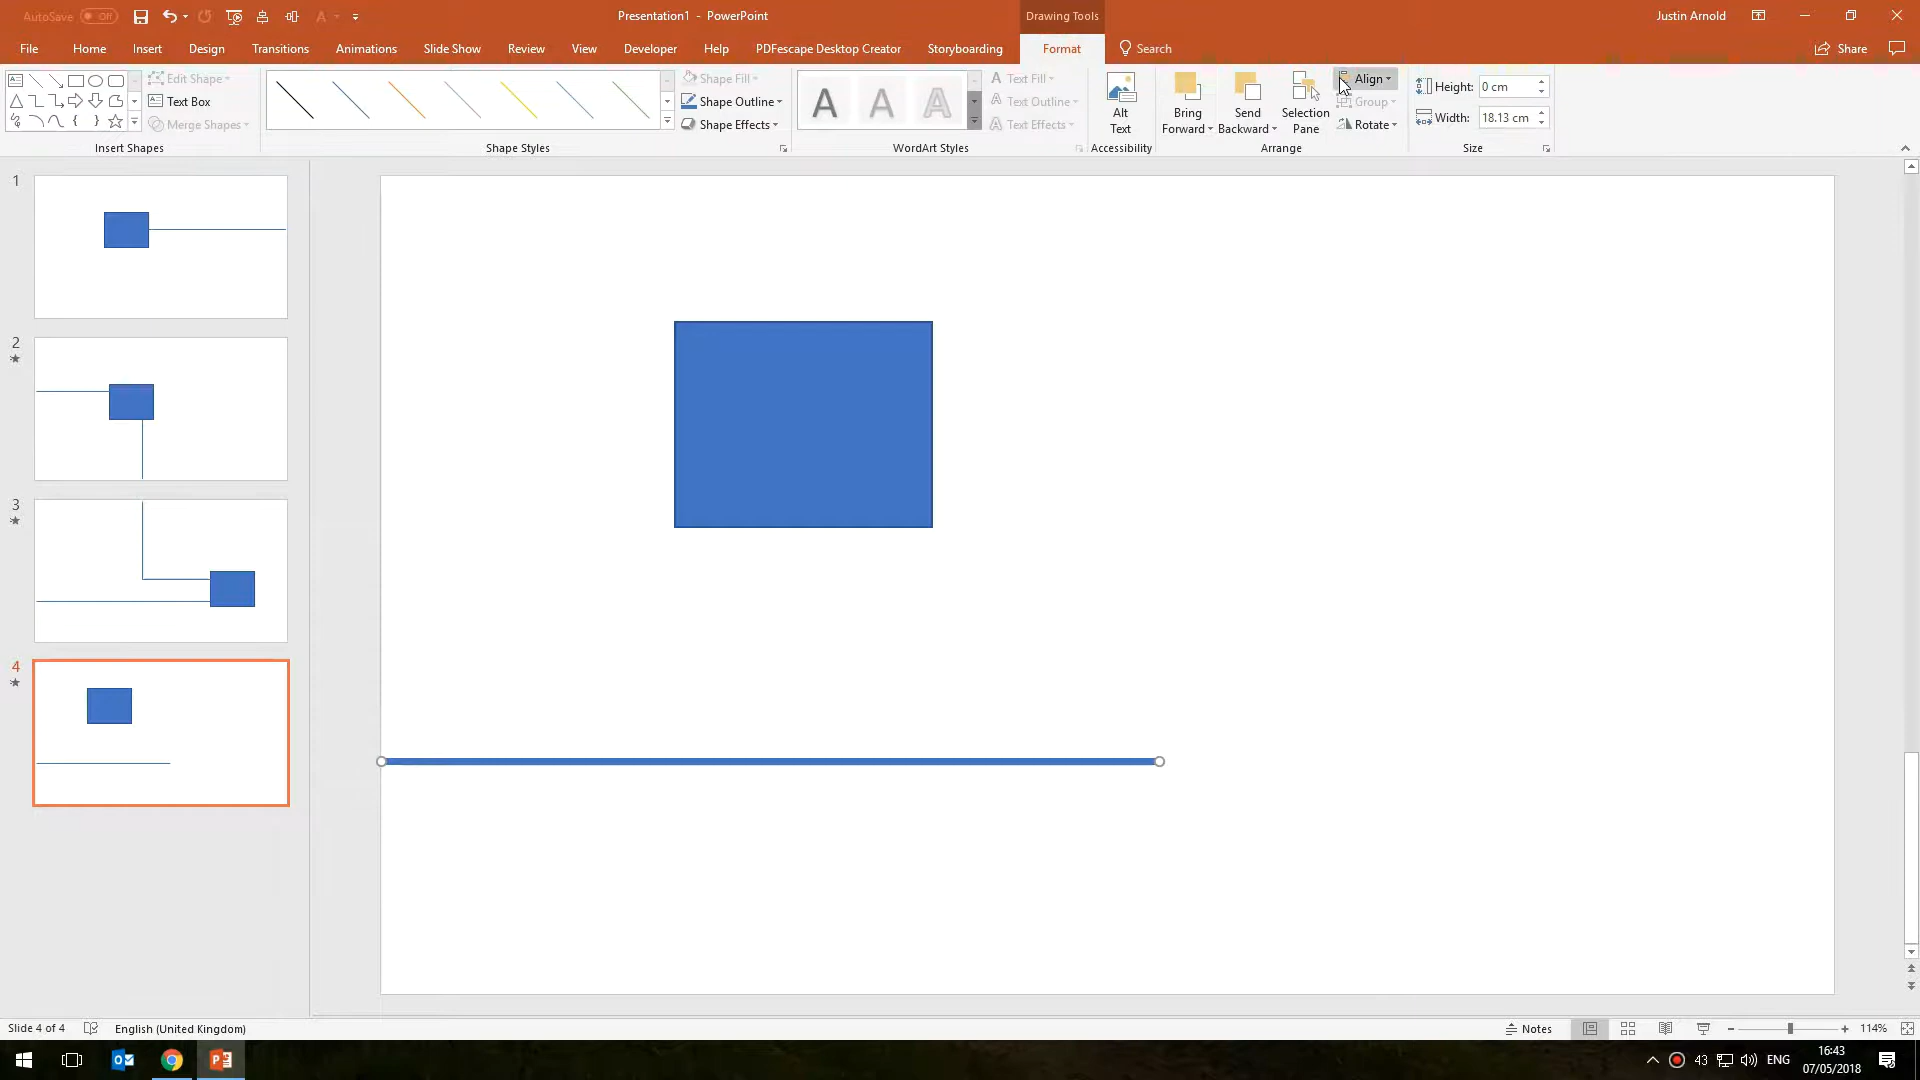 AutoSave Off
Presentation1 - PowerPoint
Drawing Tools
Justin Arnold
File Home Insert Design Transitions Animations Slide Show Review View Developer Help PDFescape Desktop Creator Storyboarding Format Search Share
Edit Shape
Text Box
Merge Shapes
Insert Shapes
Shape Fill
Shape Outline
Shape Effects
Shape Styles
A A A
WordArt Styles
A Text Fill
A Text Outline
A Text Effects
Alt Text
Accessibility
Bring Forward
Send Backward
Selection Pane
Align
Group
Rotate
Arrange
Height: 0 cm
Width: 18.13 cm
Size
1
2
3
4
Slide 4 of 4 English (United Kingdom)
Notes 114%
43 ENG
16:43
07/05/2018